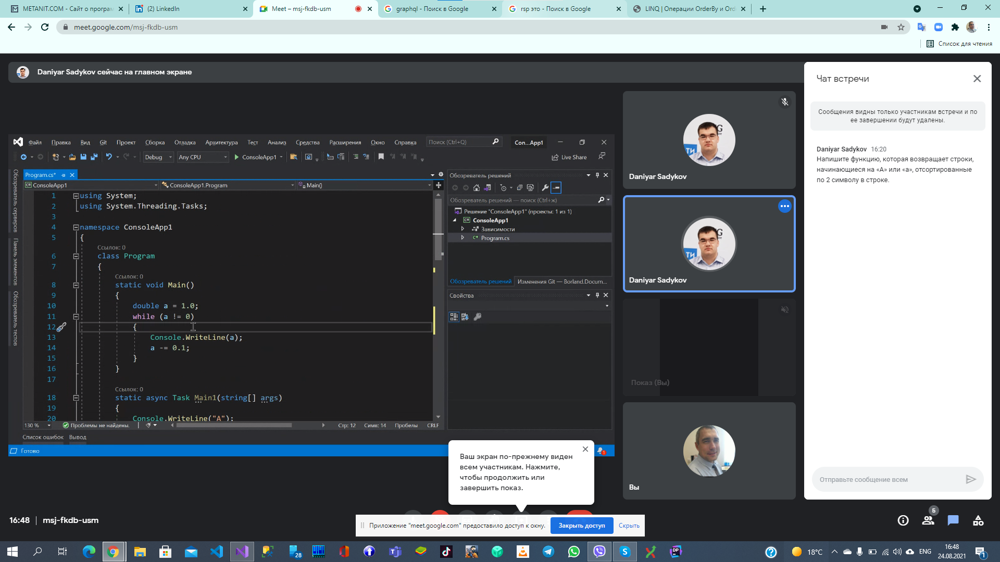 METANIT.COM - Сайт о програм
(2) LinkedIn
Meet – msj-fkdb-usm
graphql - Поиск в Google
rsp это - Поиск в Google
LINQ | Операции OrderBy и Ord
meet.google.com/msj-fkdb-usm
Список для чтения
Daniyar Sadykov сейчас на главном экране
Файл Правка Вид Git Проект Сборка Отладка Архитектура Тест Анализ Средства Расширения Окно Справка Поиск (Ctrl+Q) Con...App1
Debug Any CPU ConsoleApp1 Live Share
Обозреватель серверов
Панель элементов
Обозреватель тестов
Program.cs*
ConsoleApp1 ConsoleApp1.Program Main()
1 using System;
2 using System.Threading.Tasks;
3
4 namespace ConsoleApp1
5 {
Ссылок: 0
6 class Program
7 {
Ссылок: 0
8 static void Main()
9 {
10 double a = 1.0;
11 while (a != 0)
12 {
13 Console.WriteLine(a);
14 a -= 0.1;
15 }
16 }
17
Ссылок: 0
18 static async Task Main1(string[] args)
19 {
20 Console.WriteLine("A");
130 % Проблемы не найдены. Стр: 12 Симв: 14 Пробелы CRLF
Список ошибок Вывод
Готово
Обозреватель решений
Обозреватель решений — поиск (Ctrl+ж)
Решение "ConsoleApp1" (проекты: 1 из 1)
ConsoleApp1
Зависимости
Program.cs
Обозреватель решений Изменения Git — Borland.Docum...
Свойства
1
Daniyar Sadykov
Daniyar Sadykov
Показ (Вы)
Вы
Чат встречи
Сообщения видны только участникам встречи и по
ее завершении будут удалены.
Daniyar Sadykov 16:20
Напишите функцию, которая возвращает строки,
начинающиеся на «А» или «а», отсортированные
по 2 символу в строке.
Отправьте сообщение всем
Ваш экран по-прежнему виден
всем участникам. Нажмите,
чтобы продолжить или
завершить показ.
16:48 | msj-fkdb-usm
5
Приложение "meet.google.com" предоставило доступ к окну. Закрыть доступ Скрыть
28
18°C
ENG
16:48
24.08.2021
1